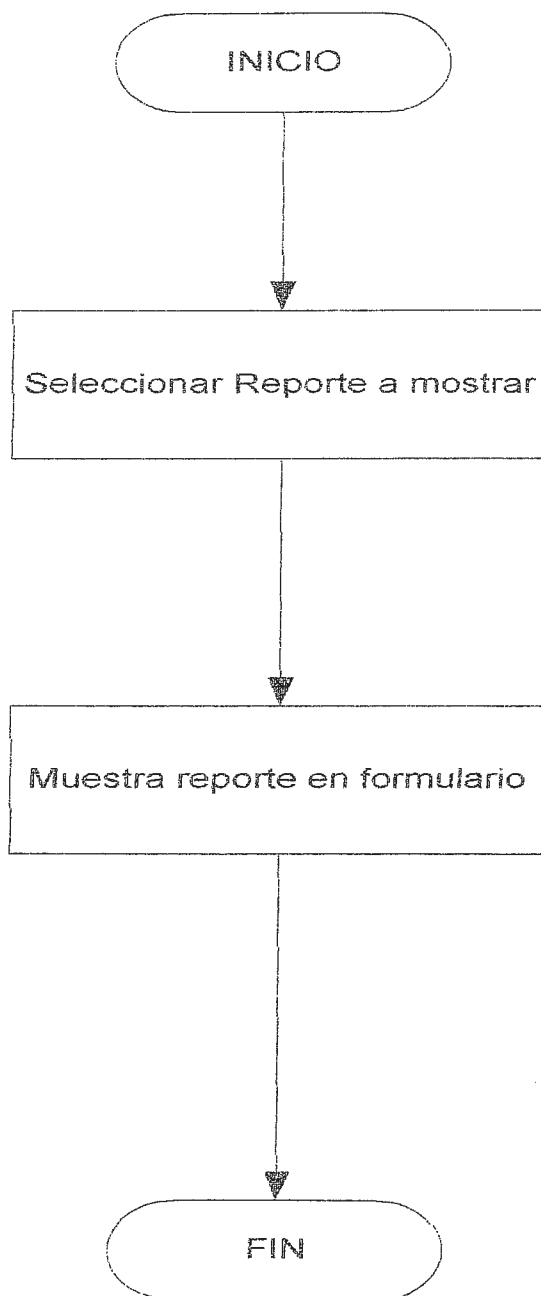 INICIO
Seleccionar Reporte a mostrar
Muestra reporte en formulario
FIN